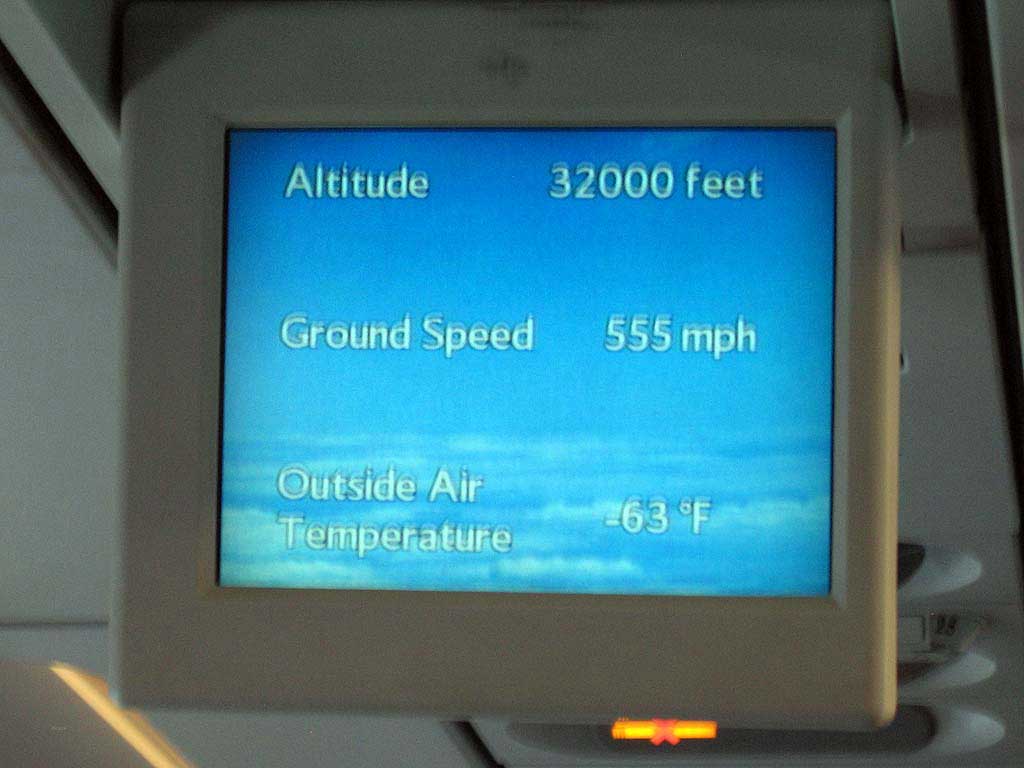 Altitude 32000 feet
Ground Speed 555 mph
Outside Air
Temperature -63 °F